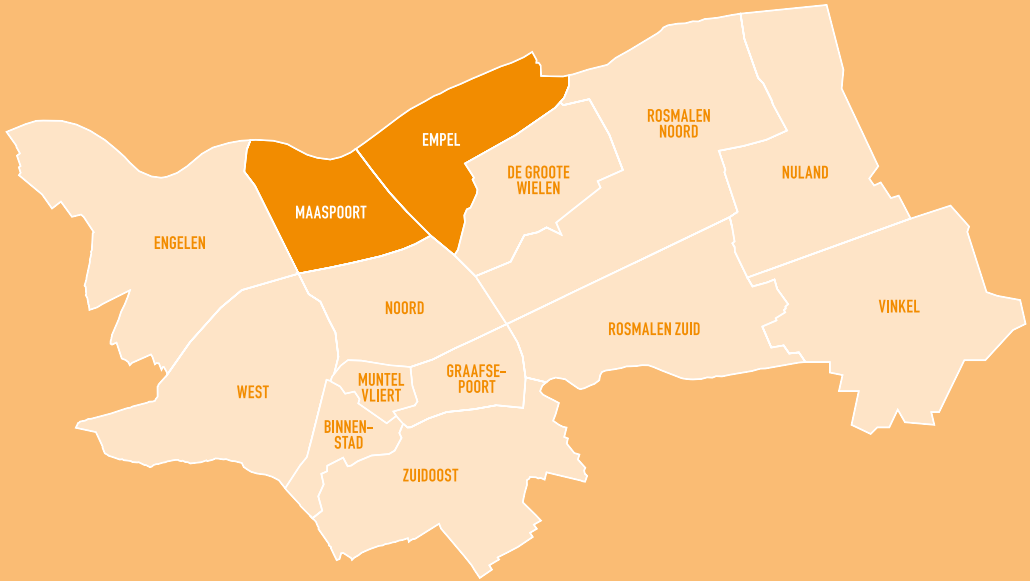 ROSMALEN
NOORD
EMPEL
DE GROOTE
WIELEN
NULAND
MAASPOORT
ENGELEN
NOORD
VINKEL
ROSMALEN ZUID
GRAAFSE-
POORT
MUNTEL
VLIERT
WEST
BINNEN-
STAD
ZUIDOOST